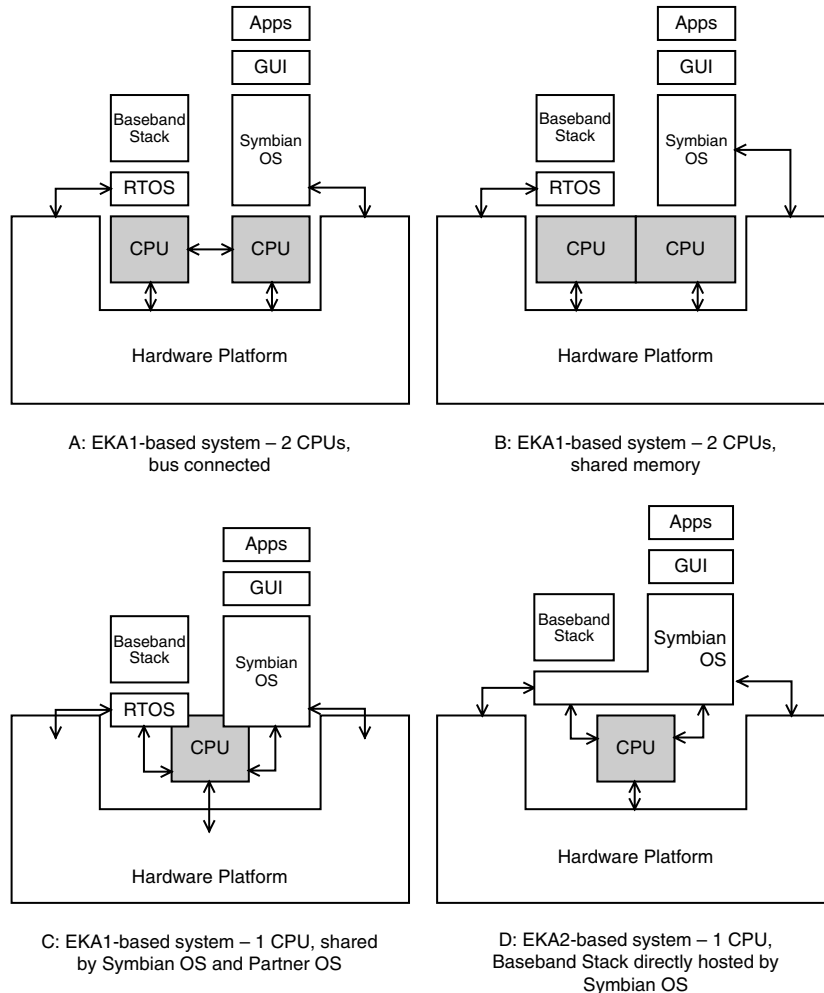 Apps
GUI
Baseband
Stack
Symbian
OS
RTOS
CPU
CPU
Hardware Platform
A: EKA1-based system – 2 CPUs,
bus connected
Apps
GUI
Baseband
Stack
Symbian
OS
RTOS
CPU
CPU
Hardware Platform
B: EKA1-based system – 2 CPUs,
shared memory
Apps
GUI
Baseband
Stack
Symbian
OS
RTOS
CPU
Hardware Platform
C: EKA1-based system – 1 CPU, shared
by Symbian OS and Partner OS
Apps
GUI
Baseband
Stack
Symbian
OS
CPU
Hardware Platform
D: EKA2-based system – 1 CPU,
Baseband Stack directly hosted by
Symbian OS